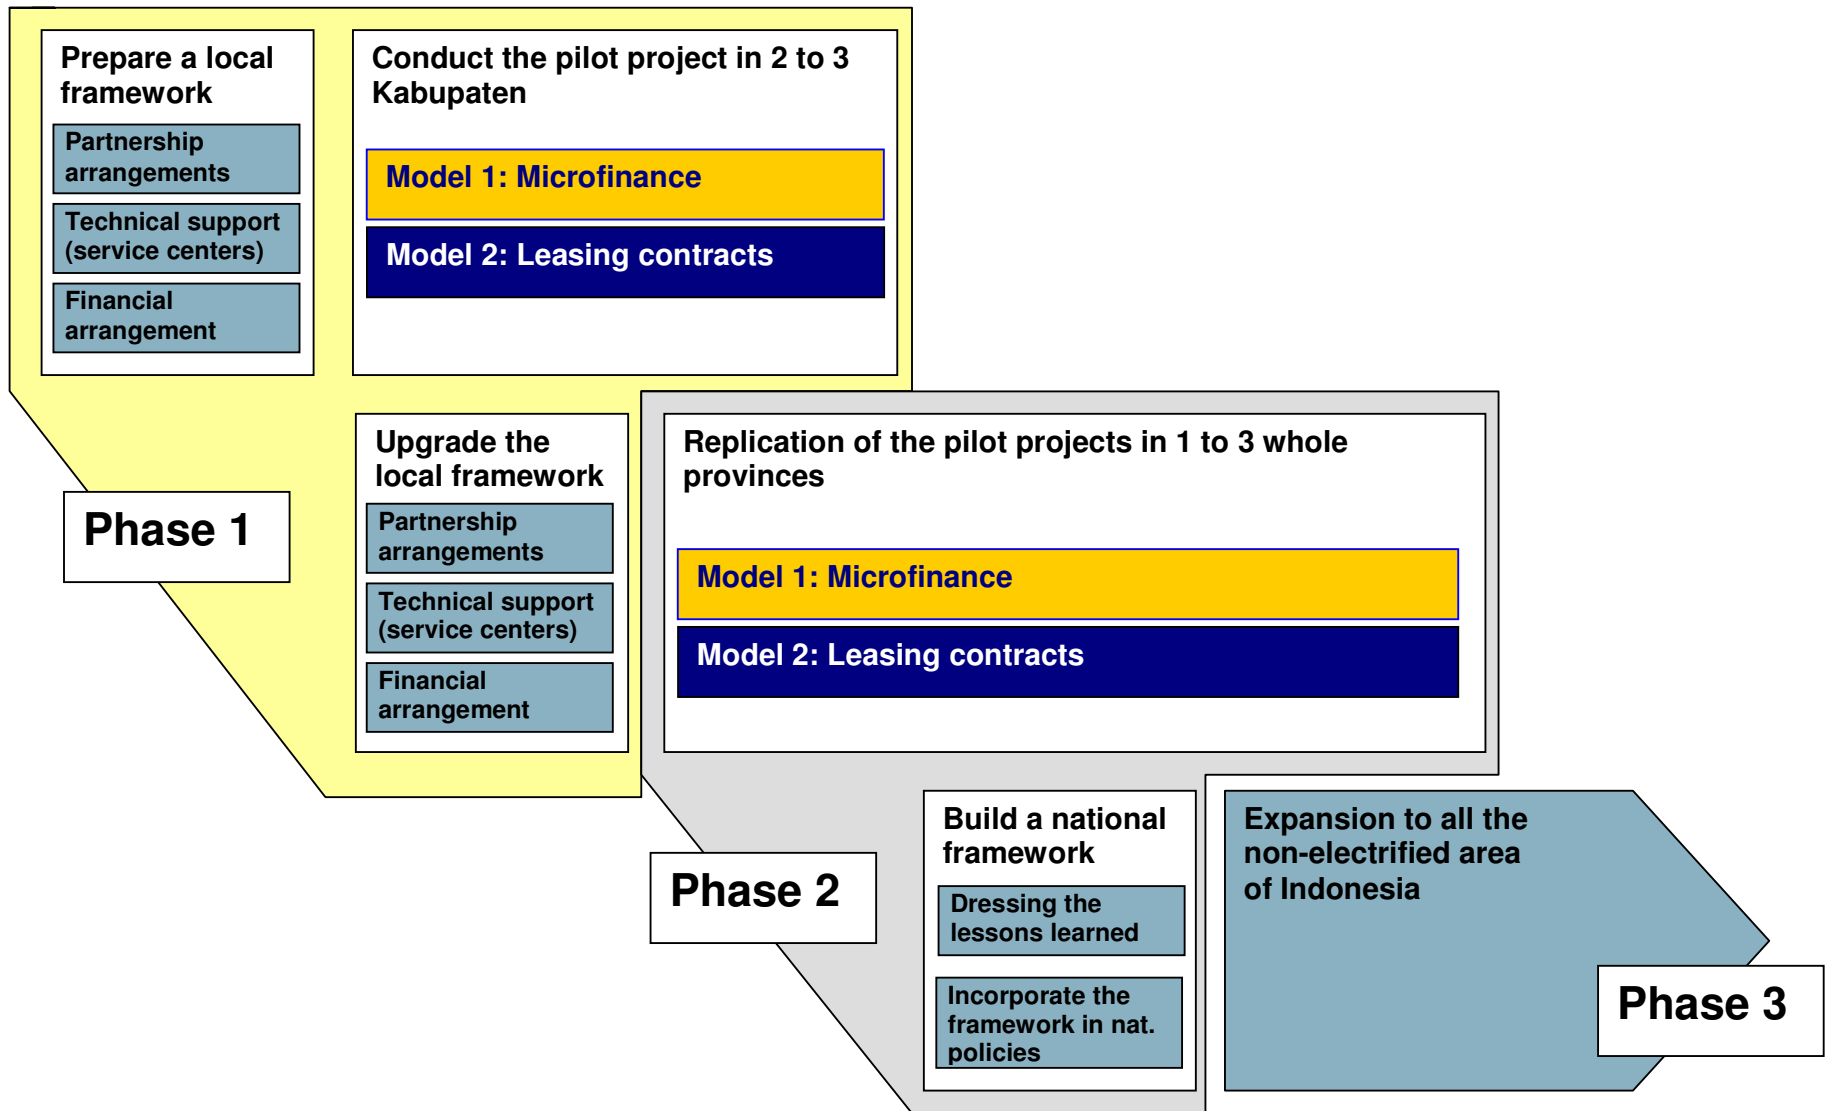 Prepare a local
framework
Partnership
arrangements
Technical support
(service centers)
Financial
arrangement
Conduct the pilot project in 2 to 3
Kabupaten
Model 1: Microfinance
Model 2: Leasing contracts
Phase 1
Upgrade the
local framework
Partnership
arrangements
Technical support
(service centers)
Financial
arrangement
Replication of the pilot projects in 1 to 3 whole
provinces
Model 1: Microfinance
Model 2: Leasing contracts
Phase 2
Build a national
framework
Dressing the
lessons learned
Incorporate the
framework in nat.
policies
Expansion to all the
non-electrified area
of Indonesia
Phase 3